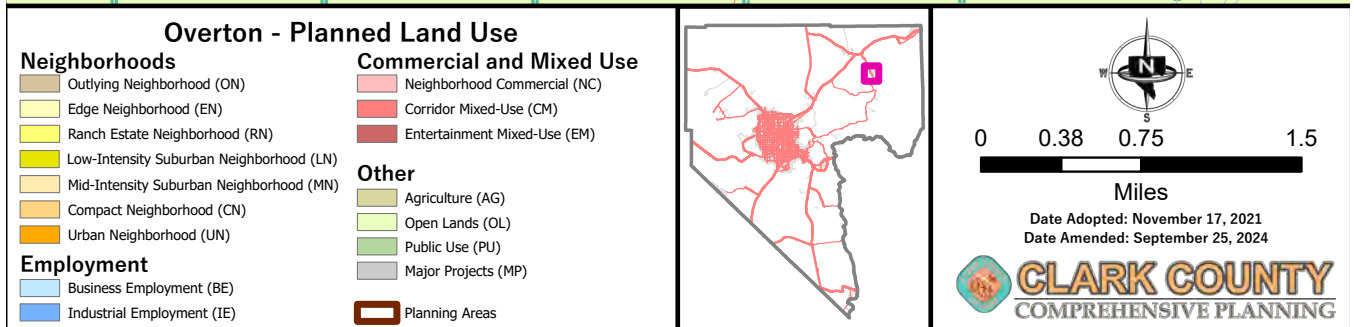 Overton - Planned Land Use
Neighborhoods
Outlying Neighborhood (ON)
Edge Neighborhood (EN)
Ranch Estate Neighborhood (RN)
Low-Intensity Suburban Neighborhood (LN)
Mid-Intensity Suburban Neighborhood (MN)
Compact Neighborhood (CN)
Urban Neighborhood (UN)
Employment
Business Employment (BE)
Industrial Employment (IE)
Commercial and Mixed Use
Neighborhood Commercial (NC)
Corridor Mixed-Use (CM)
Entertainment Mixed-Use (EM)
Other
Agriculture (AG)
Open Lands (OL)
Public Use (PU)
Major Projects (MP)
Planning Areas
W N E
S
0 0.38 0.75 1.5
Miles
Date Adopted: November 17, 2021
Date Amended: September 25, 2024
CLARK COUNTY
COMPREHENSIVE PLANNING